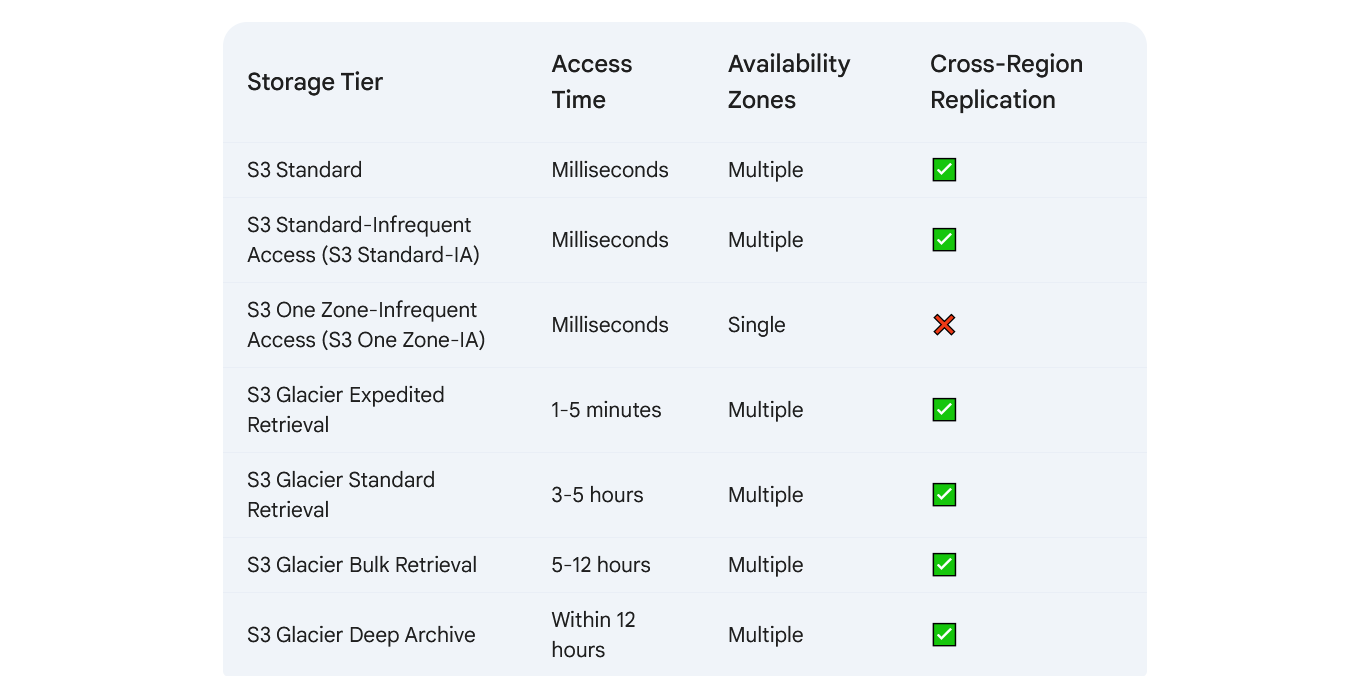 Storage Tier
Access
Time
Availability
Zones
Cross-Region
Replication
S3 Standard
Milliseconds
Multiple
✅
S3 Standard-Infrequent
Access (S3 Standard-IA)
Milliseconds
Multiple
✅
S3 One Zone-Infrequent
Access (S3 One Zone-IA)
Milliseconds
Single
❌
S3 Glacier Expedited
Retrieval
1-5 minutes
Multiple
✅
S3 Glacier Standard
Retrieval
3-5 hours
Multiple
✅
S3 Glacier Bulk Retrieval
5-12 hours
Multiple
✅
S3 Glacier Deep Archive
Within 12
hours
Multiple
✅